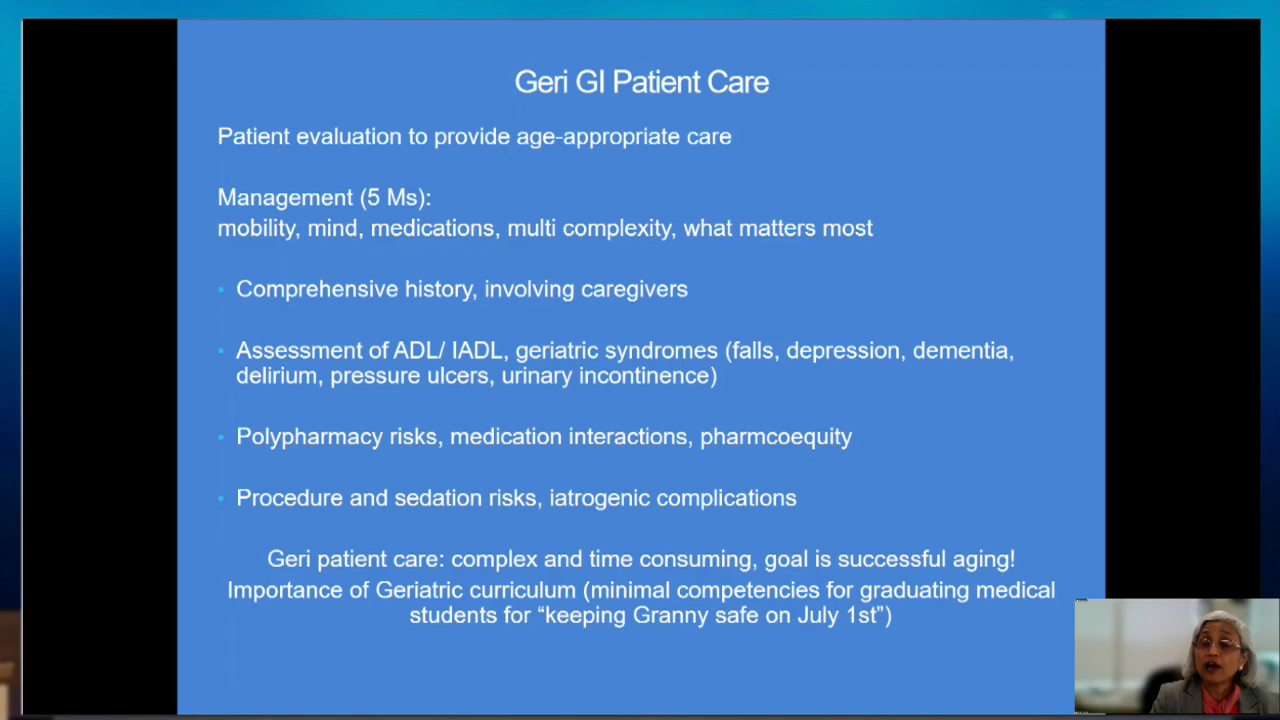 Geri GI Patient Care
Patient evaluation to provide age-appropriate care
Management (5 Ms):
mobility, mind, medications, multi complexity, what matters most
• Comprehensive history, involving caregivers
• Assessment of ADL/ IADL, geriatric syndromes (falls, depression, dementia,
delirium, pressure ulcers, urinary incontinence)
• Polypharmacy risks, medication interactions, pharmcoequity
• Procedure and sedation risks, iatrogenic complications
Geri patient care: complex and time consuming, goal is successful aging!
Importance of Geriatric curriculum (minimal competencies for graduating medical
students for “keeping Granny safe on July 1st”)